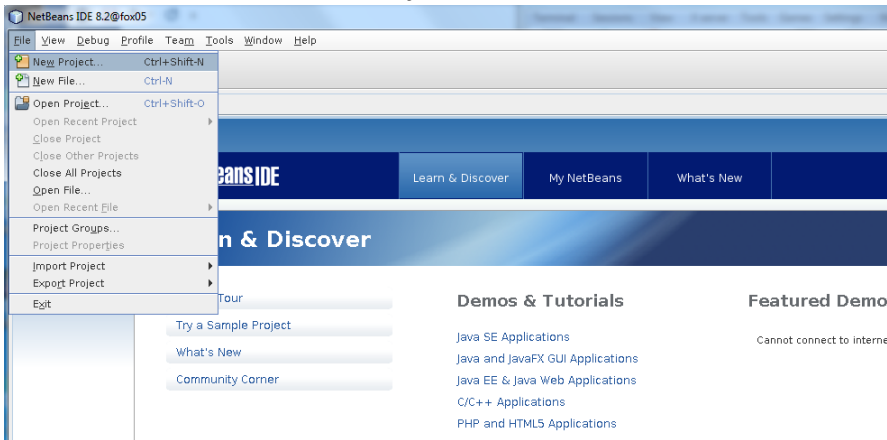 NetBeans IDE 8.2@fox05
File View Debug Profile Team Tools Window Help
New Project... Ctrl+Shift-N
New File... Ctrl-N
Open Project... Ctrl+Shift-O
Open Recent Project
Close Project
Close Other Projects
Close All Projects
Open File...
Open Recent File
Project Groups...
Project Properties
Import Project
Export Project
Exit
eans IDE
Learn & Discover My NetBeans What's New
n & Discover
Tour
Try a Sample Project
What's New
Community Corner
Demos & Tutorials
Java SE Applications
Java and JavaFX GUI Applications
Java EE & Java Web Applications
C/C++ Applications
PHP and HTML5 Applications
Featured Demo
Cannot connect to interne